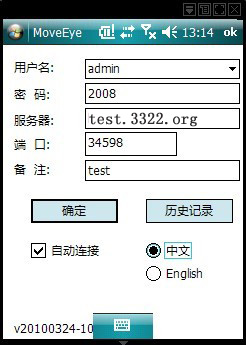 MoveEye 13:14 ok
用户名: admin
密 码: 2008
服务器: test.3322.org
端 口: 34598
备 注: test
确定 历史记录
自动连接 中文
English
v20100324-10